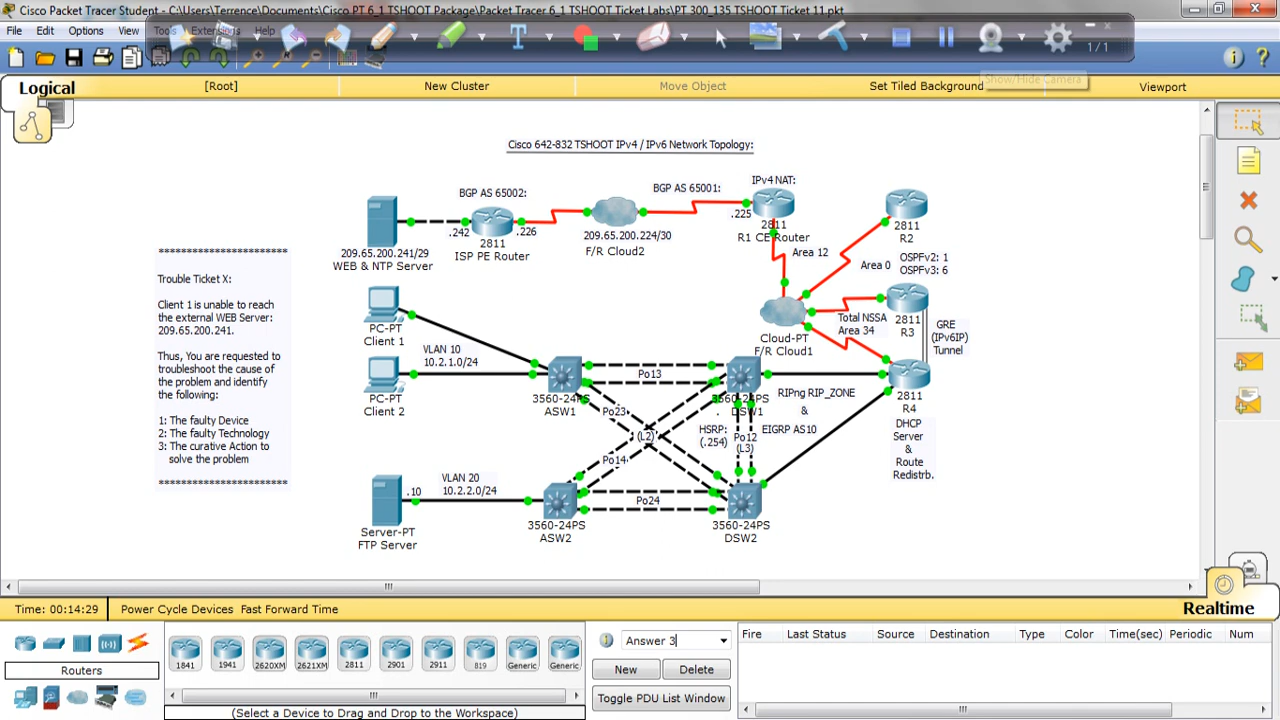 Cisco Packet Tracer Student - C:\Users\Terrence\Documents\Cisco PT 6_1 TSHOOT Package\Packet Tracer 6_1 TSHOOT Ticket Labs\PT 300_135 TSHOOT Ticket 11.pkt
File Edit Options View Tools Extensions Help
1/1
Show/Hide Camera
Logical
[Root]
New Cluster
Move Object
Set Tiled Background
Viewport
Cisco 642-832 TSHOOT IPv4 / IPv6 Network Topology:
BGP AS 65002:
BGP AS 65001:
IPv4 NAT:
.242
.226
.225
209.65.200.241/29
WEB & NTP Server
2811
ISP PE Router
209.65.200.224/30
F/R Cloud2
2811
R1 CE Router
2811
R2
Area 12
Area 0
OSPFv2: 1
OSPFv3: 6
********************
Trouble Ticket X:
Client 1 is unable to reach
the external WEB Server:
209.65.200.241.
Thus, You are requested to
troubleshoot the cause of
the problem and identify
the following:
1: The faulty Device
2: The faulty Technology
3: The curative Action to
solve the problem
********************
PC-PT
Client 1
VLAN 10
10.2.1.0/24
PC-PT
Client 2
Cloud-PT
F/R Cloud1
Total NSSA
Area 34
2811
R3
GRE
(IPv6IP)
Tunnel
3560-24PS
ASW1
Po13
3560-24PS
DSW1
RIPng RIP_ZONE
&
EIGRP AS10
2811
R4
DHCP
Server
&
Route
Redistrb.
Po23
(L2)
HSRP:
(.254)
Po12
(L3)
Po14
VLAN 20
10.2.2.0/24
.10
Server-PT
FTP Server
3560-24PS
ASW2
Po24
3560-24PS
DSW2
Time: 00:14:29
Power Cycle Devices Fast Forward Time
Realtime
Routers
1841
1941
2620XM
2621XM
2811
2901
2911
819
Generic
Generic
(Select a Device to Drag and Drop to the Workspace)
Answer 3
New
Delete
Toggle PDU List Window
Fire Last Status Source Destination Type Color Time(sec) Periodic Num